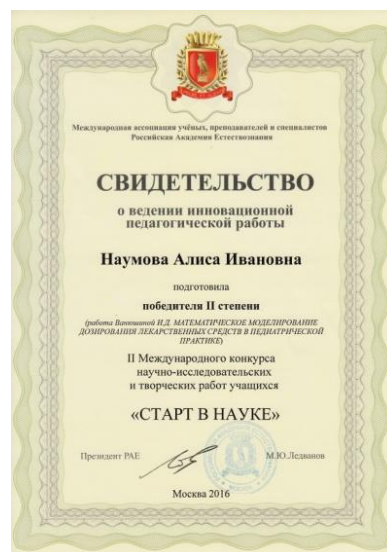 Международная ассоциация учёных, преподавателей и специалистов
Российская Академия Естествознания
СВИДЕТЕЛЬСТВО
о ведении инновационной
педагогической работы
Наумова Алиса Ивановна
подготовила
победителя II степени
(работа Ванюшиной И.Д. МАТЕМАТИЧЕСКОЕ МОДЕЛИРОВАНИЕ
ДОЗИРОВАНИЯ ЛЕКАРСТВЕННЫХ СРЕДСТВ В ПЕДИАТРИЧЕСКОЙ
ПРАКТИКЕ)
II Международного конкурса
научно-исследовательских
и творческих работ учащихся
«СТАРТ В НАУКЕ»
Президент РАЕ
М.Ю.Ледванов
Москва 2016